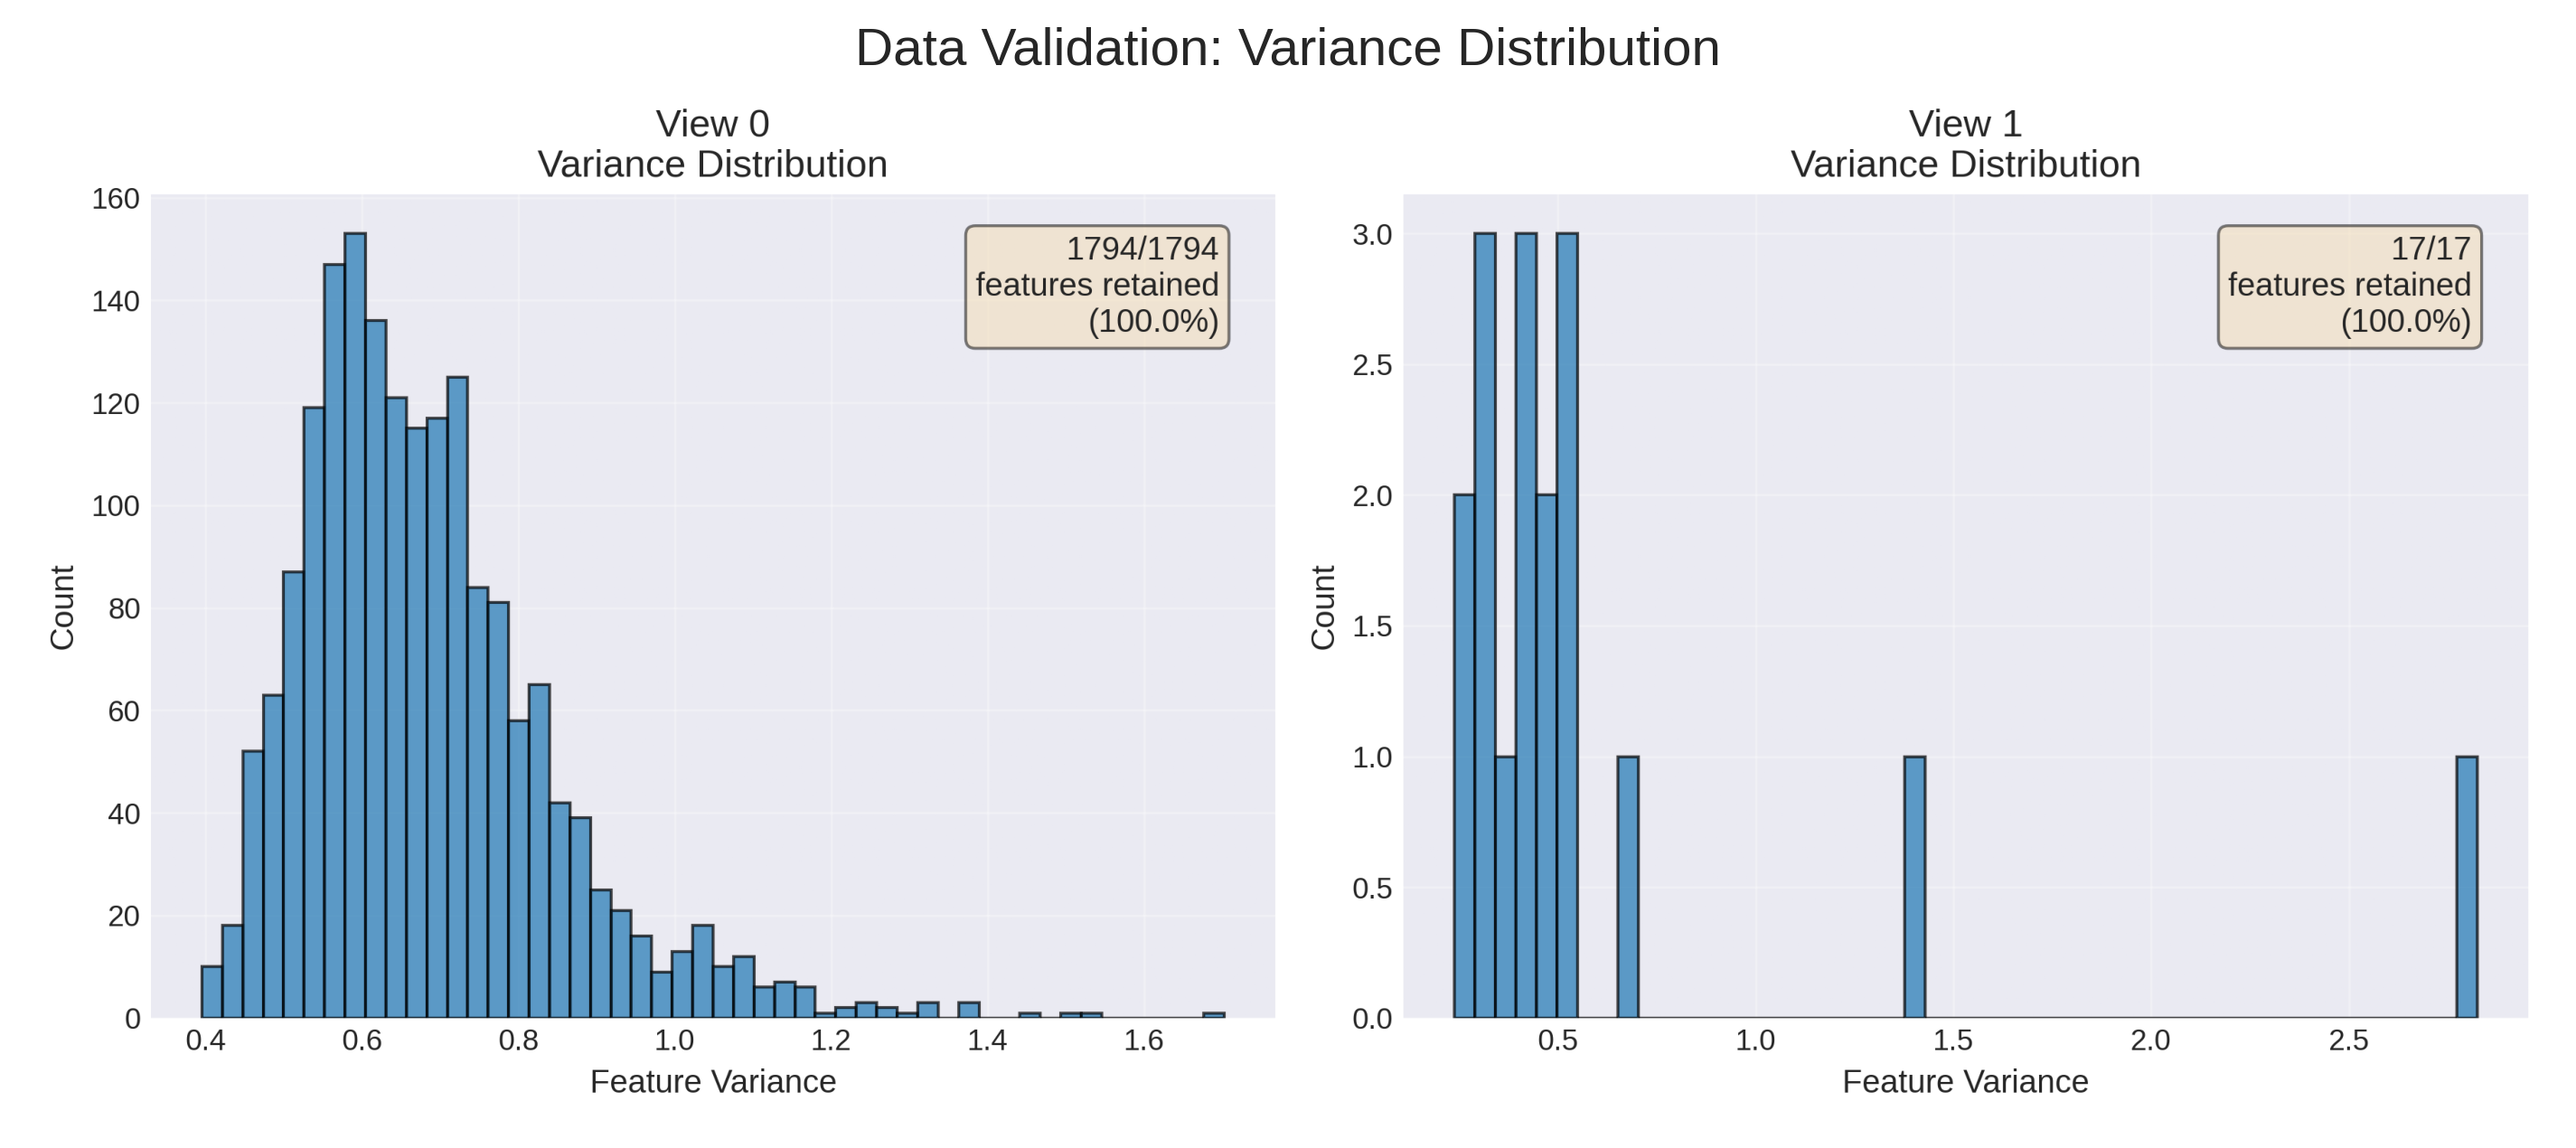 Data Validation: Variance Distribution
View 0
Variance Distribution
160
140
120
100
80
60
40
20
0
Count
1794/1794
features retained
(100.0%)
0.4
0.6
0.8
1.0
1.2
1.4
1.6
Feature Variance
View 1
Variance Distribution
3.0
2.5
2.0
1.5
1.0
0.5
0.0
Count
17/17
features retained
(100.0%)
0.5
1.0
1.5
2.0
2.5
Feature Variance